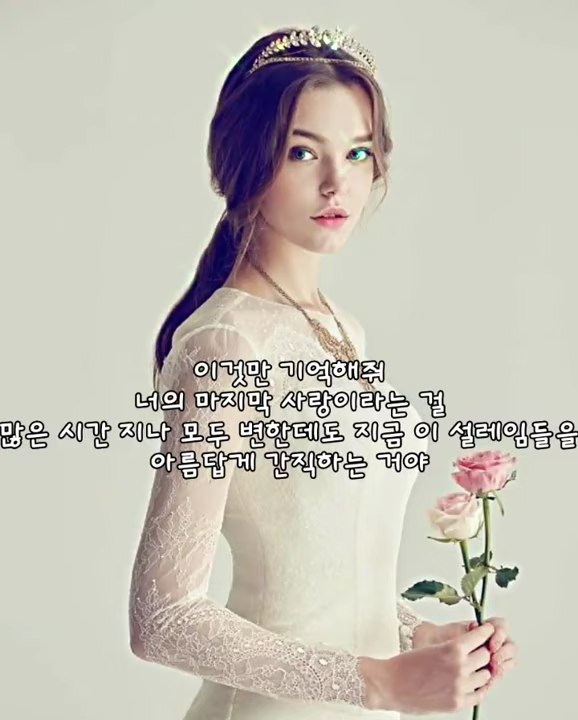 이것만 기억해줘
너의 마지막 사랑이라는 걸
많은 시간 지나 모두 변한데도 지금 이 설레임들을
아름답게 간직하는 거야